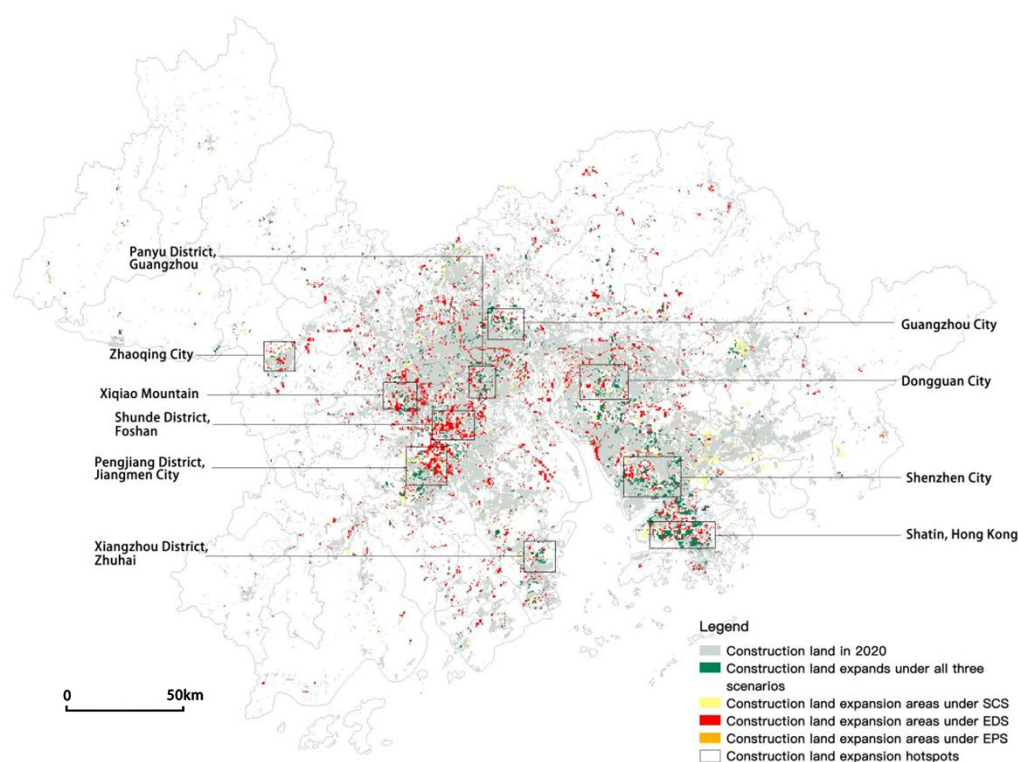 Panyu District,
Guangzhou
Guangzhou City
Zhaoqing City
Dongguan City
Xiqiao Mountain
Shunde District,
Foshan
Pengjiang District,
Jiangmen City
Shenzhen City
Shatin, Hong Kong
Xiangzhou District,
Zhuhai
Legend
Construction land in 2020
Construction land expands under all three
scenarios
Construction land expansion areas under SCS
Construction land expansion areas under EDS
Construction land expansion areas under EPS
Construction land expansion hotspots
0 50km